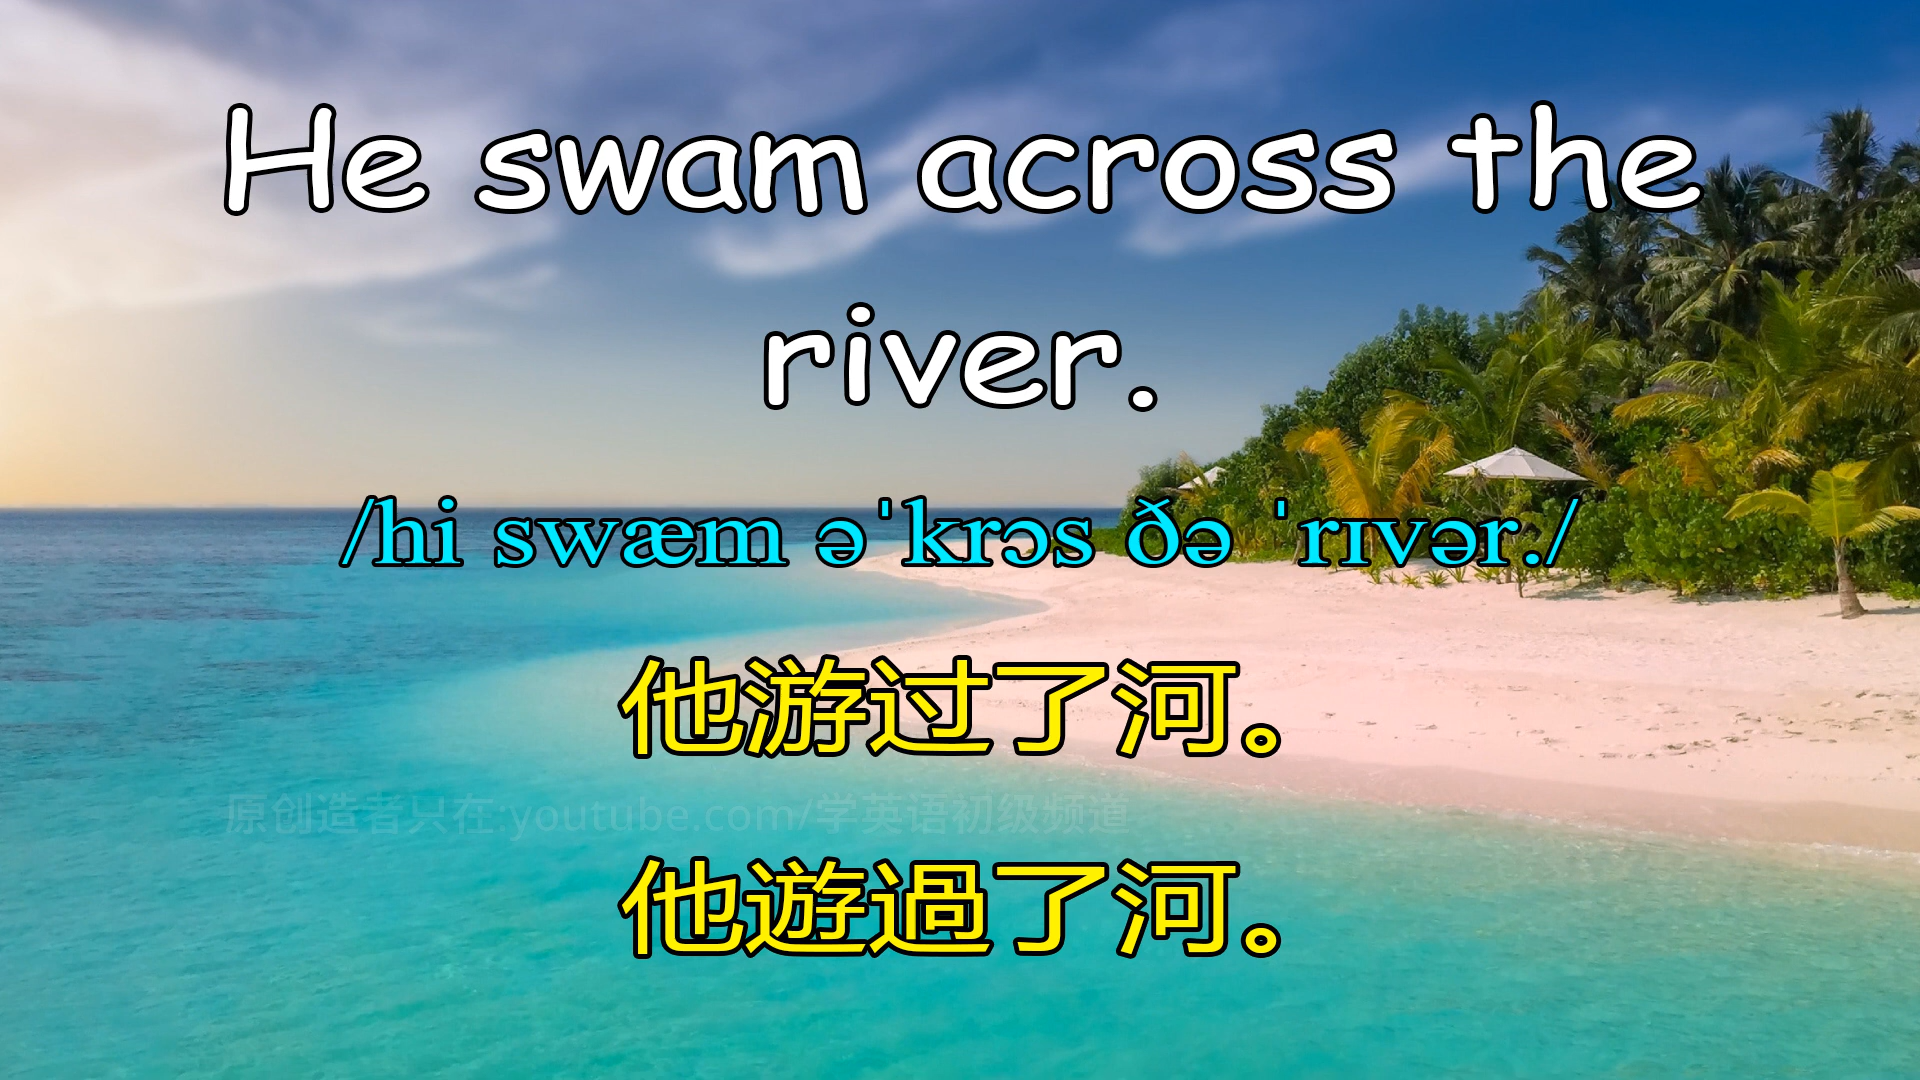 He swam across the
river.
/hi swæm əˈkrɔs ðə ˈrɪvər./
他游过了河。
原创造者只在:youtube.com/学英语初级频道
他遊過了河。